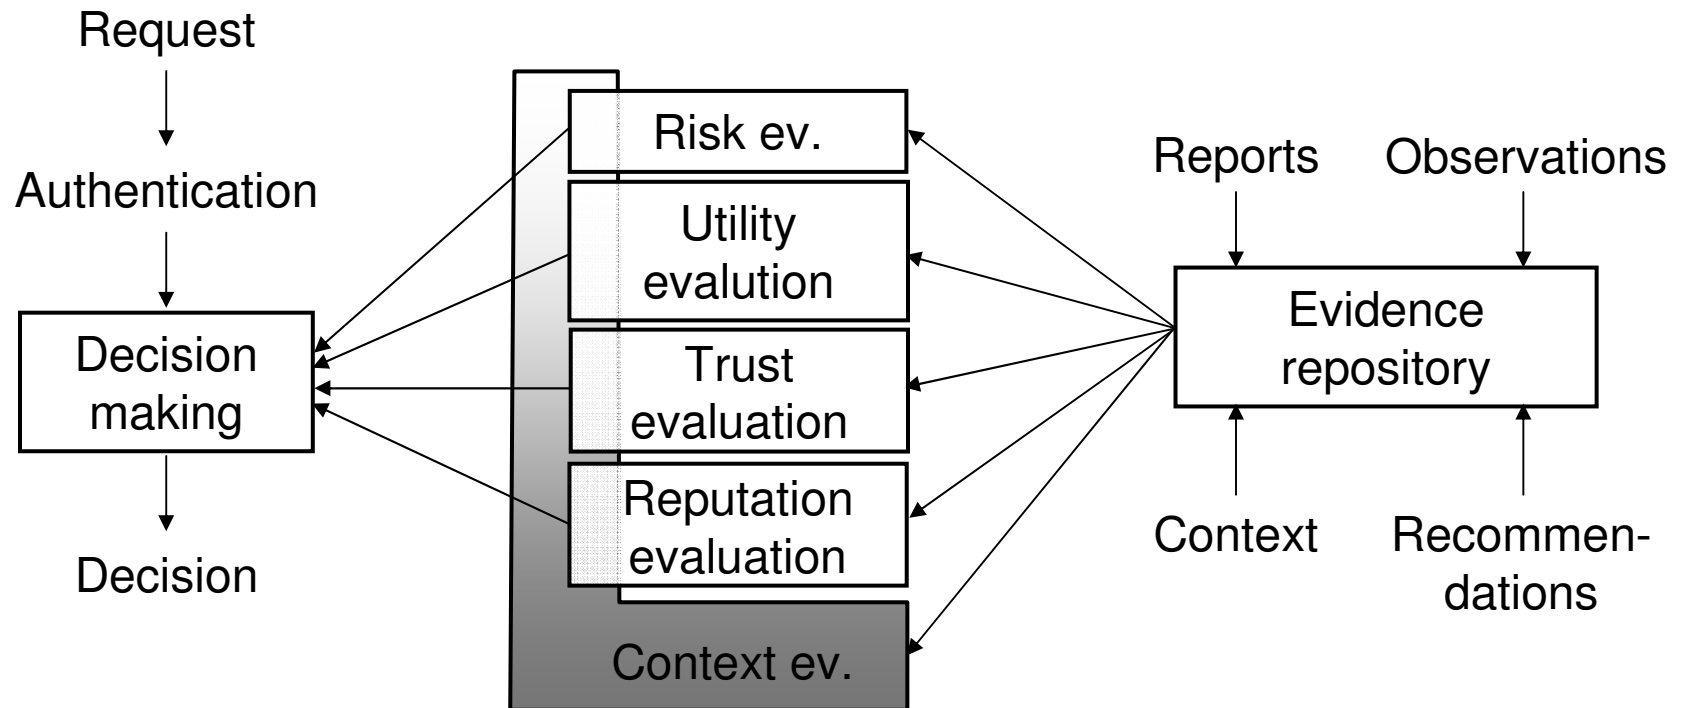 Request
Authentication
Decision
making
Decision
Risk ev.
Utility
evalution
Trust
evaluation
Reputation
evaluation
Context ev.
Reports
Observations
Evidence
repository
Context
Recommen-
dations